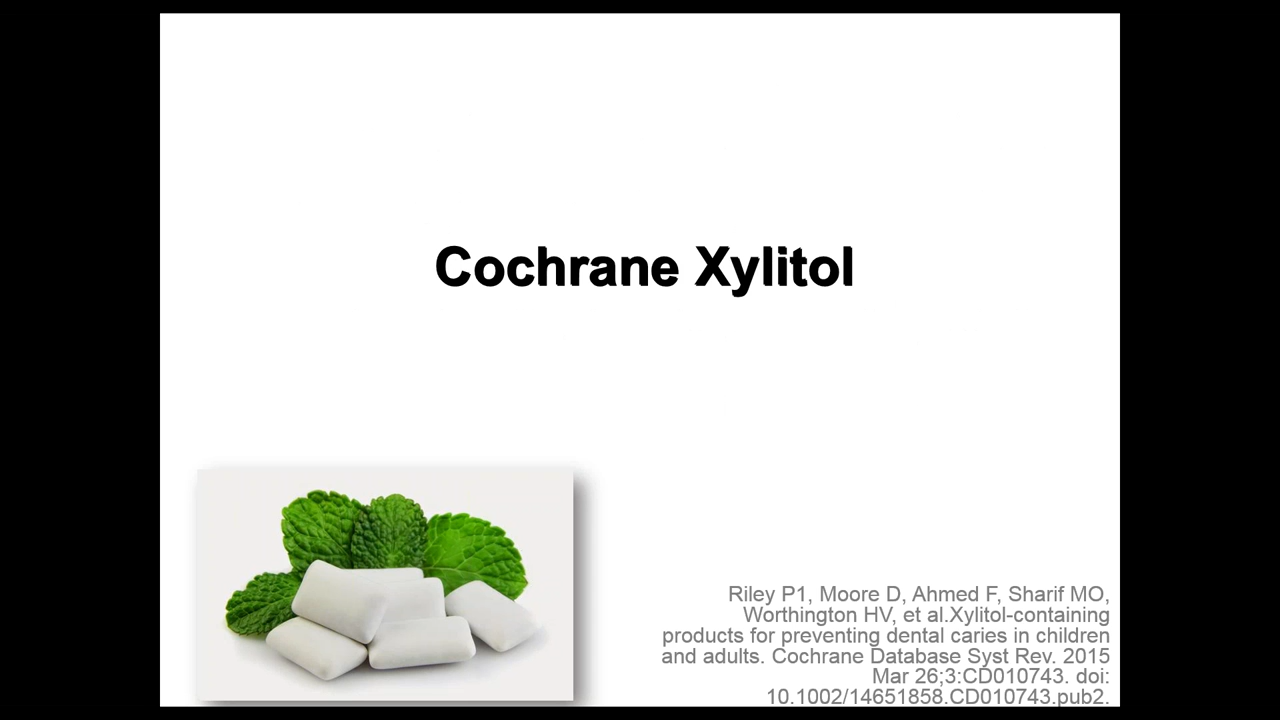 Cochrane Xylitol
Riley P1, Moore D, Ahmed F, Sharif MO,
Worthington HV, et al.Xylitol-containing
products for preventing dental caries in children
and adults. Cochrane Database Syst Rev. 2015
Mar 26;3:CD010743. doi:
10.1002/14651858.CD010743.pub2.